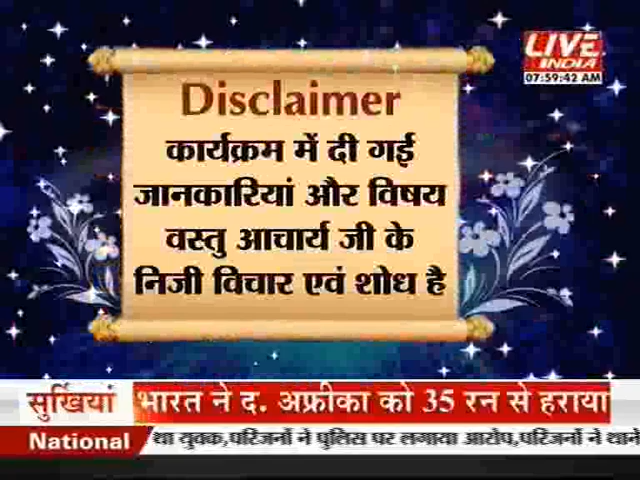 LIVE
INDIA
07:59:42 AM
Disclaimer
कार्यक्रम में दी गई
जानकारियां और विषय
वस्तु आचार्य जी के
निजी विचार एवं शोध है
सुर्खियां
भारत ने द. अफ्रीका को 35 रन से हराया
National
था युवक,परिजनों ने पुलिस पर लगाया आरोप,परिजनों ने थाने